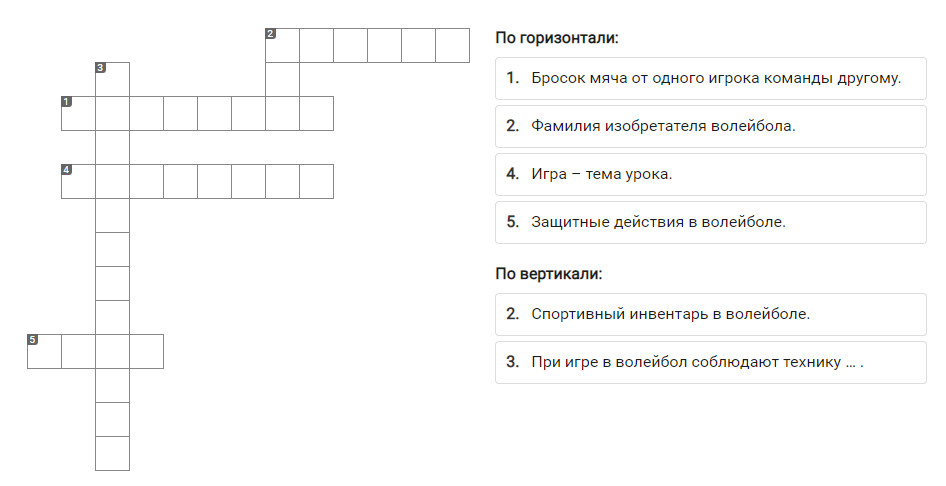 2
3
1
4
5
По горизонтали:
1. Бросок мяча от одного игрока команды другому.
2. Фамилия изобретателя волейбола.
4. Игра – тема урока.
5. Защитные действия в волейболе.
По вертикали:
2. Спортивный инвентарь в волейболе.
3. При игре в волейбол соблюдают технику ... .